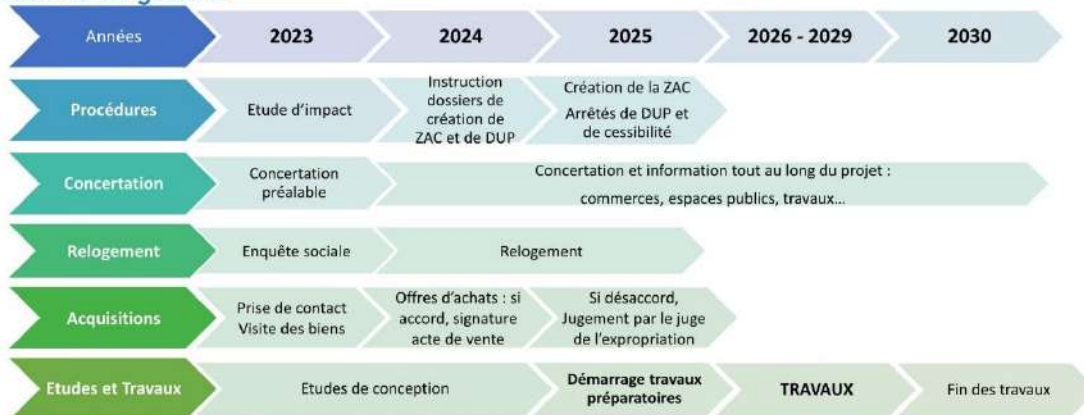 Années
2023
2024
2025
2026 - 2029
2030
Procédures
Etude d'impact
Instruction
dossiers de
création de
ZAC et de DUP
Création de la ZAC
Arrêtés de DUP et
de cessibilité
Concertation
Concertation
préalable
Concertation et information tout au long du projet :
commerces, espaces publics, travaux...
Relogement
Enquête sociale
Relogement
Acquisitions
Prise de contact
Visite des biens
Offres d'achats : si
accord, signature
acte de vente
Si désaccord,
Jugement par le juge
de l'expropriation
Etudes et Travaux
Etudes de conception
Démarrage travaux
préparatoires
TRAVAUX
Fin des travaux